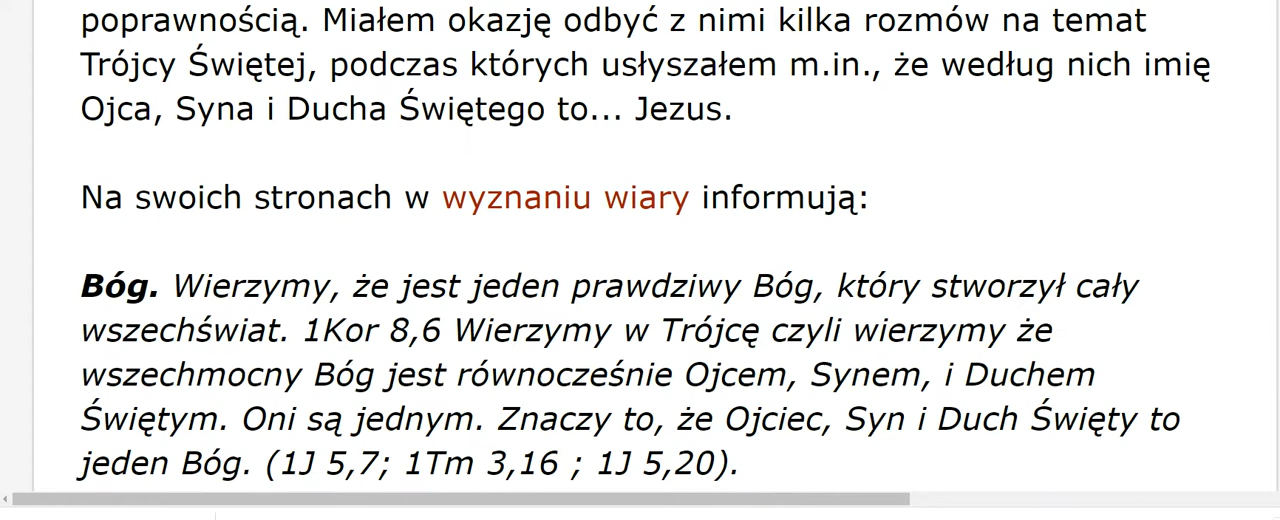 poprawnością. Miałem okazję odbyć z nimi kilka rozmów na temat
Trójcy Świętej, podczas których usłyszałem m.in., że według nich imię
Ojca, Syna i Ducha Świętego to... Jezus.
Na swoich stronach w wyznaniu wiary informują:
Bóg. Wierzymy, że jest jeden prawdziwy Bóg, który stworzył cały
wszechświat. 1Kor 8,6 Wierzymy w Trójcę czyli wierzymy że
wszechmocny Bóg jest równocześnie Ojcem, Synem, i Duchem
Świętym. Oni są jednym. Znaczy to, że Ojciec, Syn i Duch Święty to
jeden Bóg. (1J 5,7; 1Tm 3,16 ; 1J 5,20).